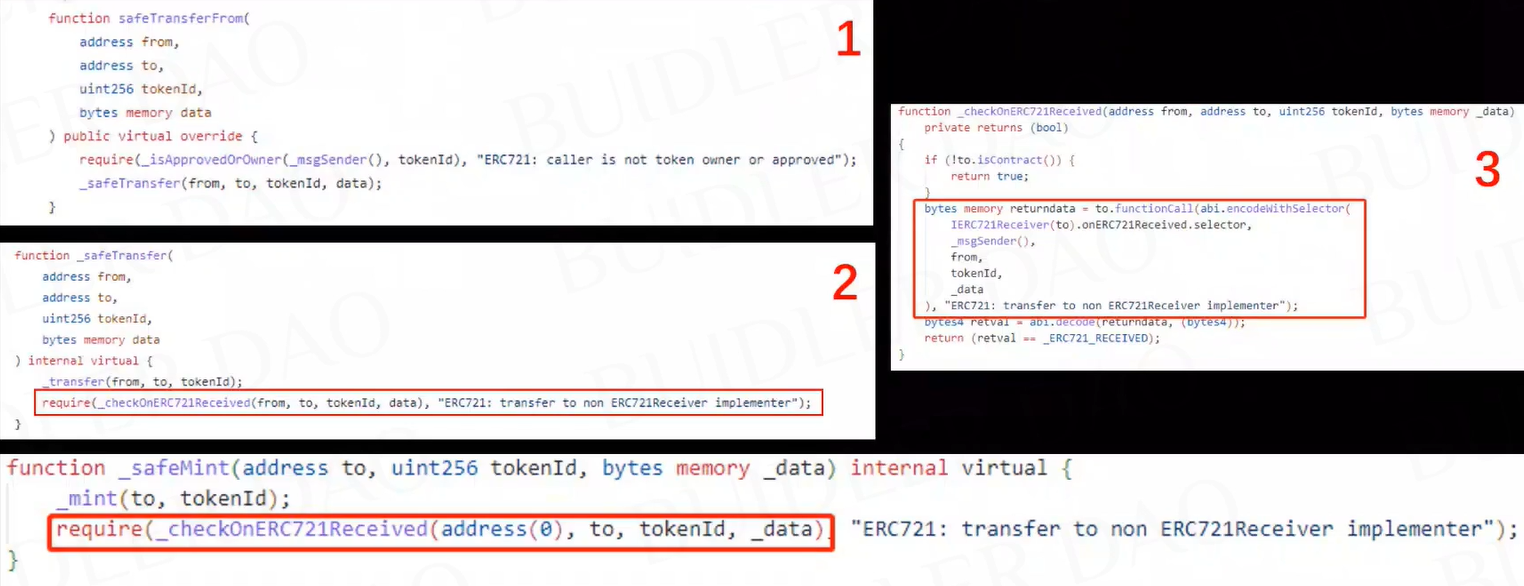 function safeTransferFrom(
address from,
address to,
uint256 tokenId,
bytes memory data
) public virtual override {
require(_isApprovedOrOwner(_msgSender(), tokenId), "ERC721: caller is not token owner or approved");
_safeTransfer(from, to, tokenId, data);
}
1
function _safeTransfer(
address from,
address to,
uint256 tokenId,
bytes memory data
) internal virtual {
_transfer(from, to, tokenId);
require(_checkOnERC721Received(from, to, tokenId, data), "ERC721: transfer to non ERC721Receiver implementer");
}
2
function _checkOnERC721Received(address from, address to, uint256 tokenId, bytes memory _data)
private returns (bool)
{
if (!to.isContract()) {
return true;
}
bytes memory returndata = to.functionCall(abi.encodeWithSelector(
IERC721Receiver(to).onERC721Received.selector,
_msgSender(),
from,
tokenId,
_data
), "ERC721: transfer to non ERC721Receiver implementer");
bytes4 retval = abi.decode(returndata, (bytes4));
return (retval == _ERC721_RECEIVED);
}
3
function _safeMint(address to, uint256 tokenId, bytes memory _data) internal virtual {
_mint(to, tokenId);
require(_checkOnERC721Received(address(0), to, tokenId, _data), "ERC721: transfer to non ERC721Receiver implementer");
}
BUIDLER DAO